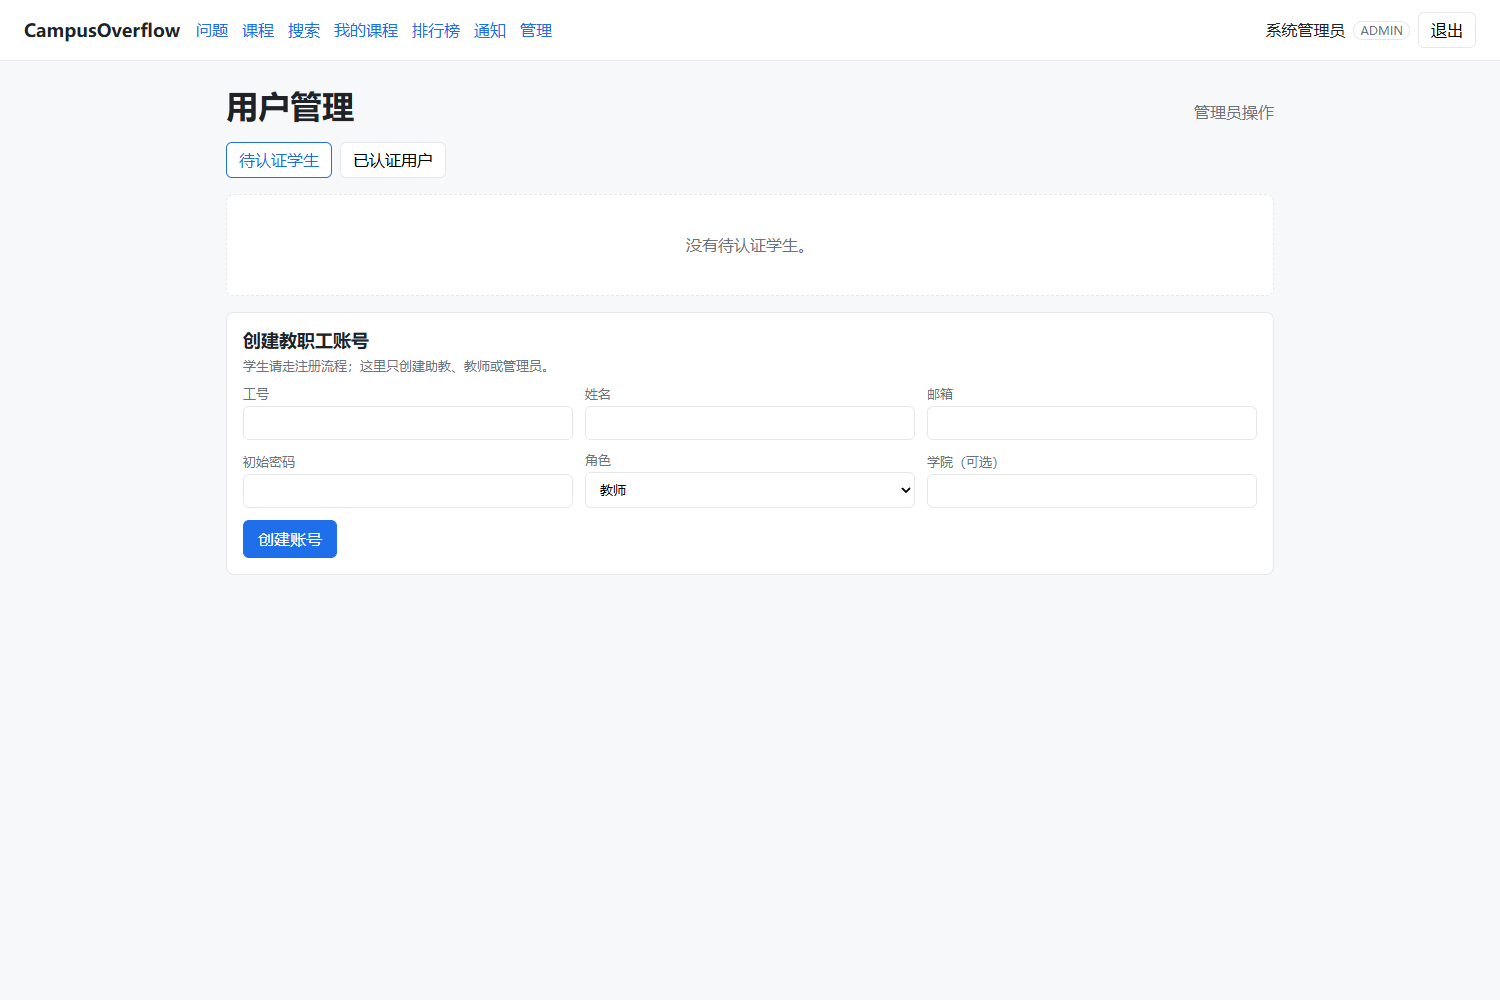 CampusOverflow 问题 课程 搜索 我的课程 排行榜 通知 管理 系统管理员 ADMIN 退出
用户管理 管理员操作
待认证学生 已认证用户
没有待认证学生。
创建教职工账号
学生请走注册流程；这里只创建助教、教师或管理员。
工号 姓名 邮箱
初始密码 角色 学院（可选）
教师
创建账号